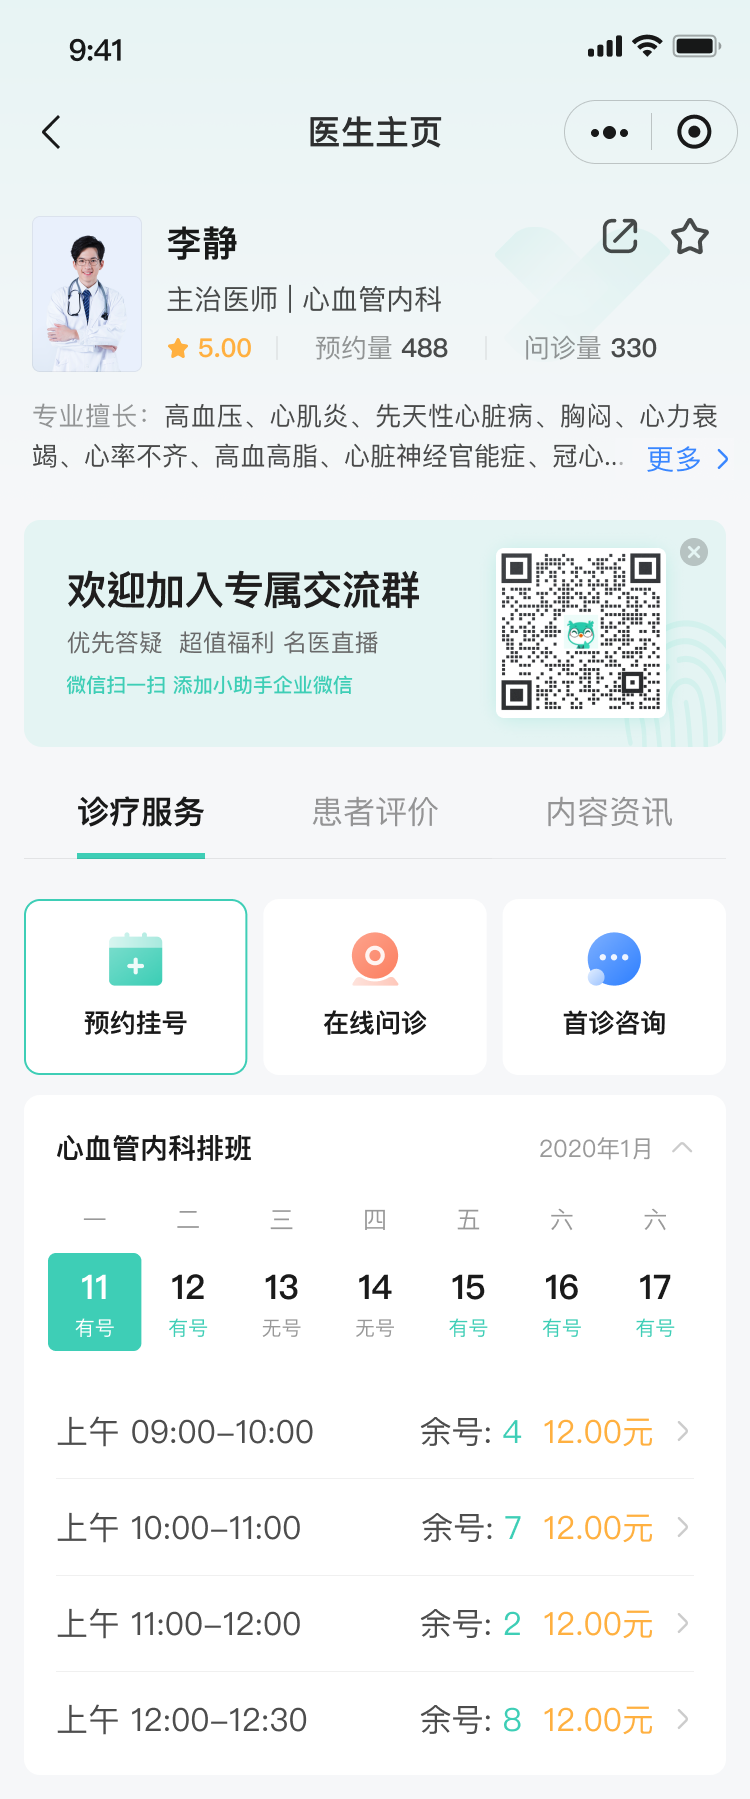 9:41
医生主页
李静
主治医师 | 心血管内科
5.00 预约量 488 问诊量 330
专业擅长：高血压、心肌炎、先天性心脏病、胸闷、心力衰
竭、心率不齐、高血高脂、心脏神经官能症、冠心... 更多
欢迎加入专属交流群
优先答疑 超值福利 名医直播
微信扫一扫 添加小助手企业微信
诊疗服务 患者评价 内容资讯
预约挂号 在线问诊 首诊咨询
心血管内科排班 2020年1月
一 二 三 四 五 六 六
11 12 13 14 15 16 17
有号 有号 无号 无号 有号 有号 有号
上午 09:00–10:00 余号: 4 12.00元
上午 10:00–11:00 余号: 7 12.00元
上午 11:00–12:00 余号: 2 12.00元
上午 12:00–12:30 余号: 8 12.00元